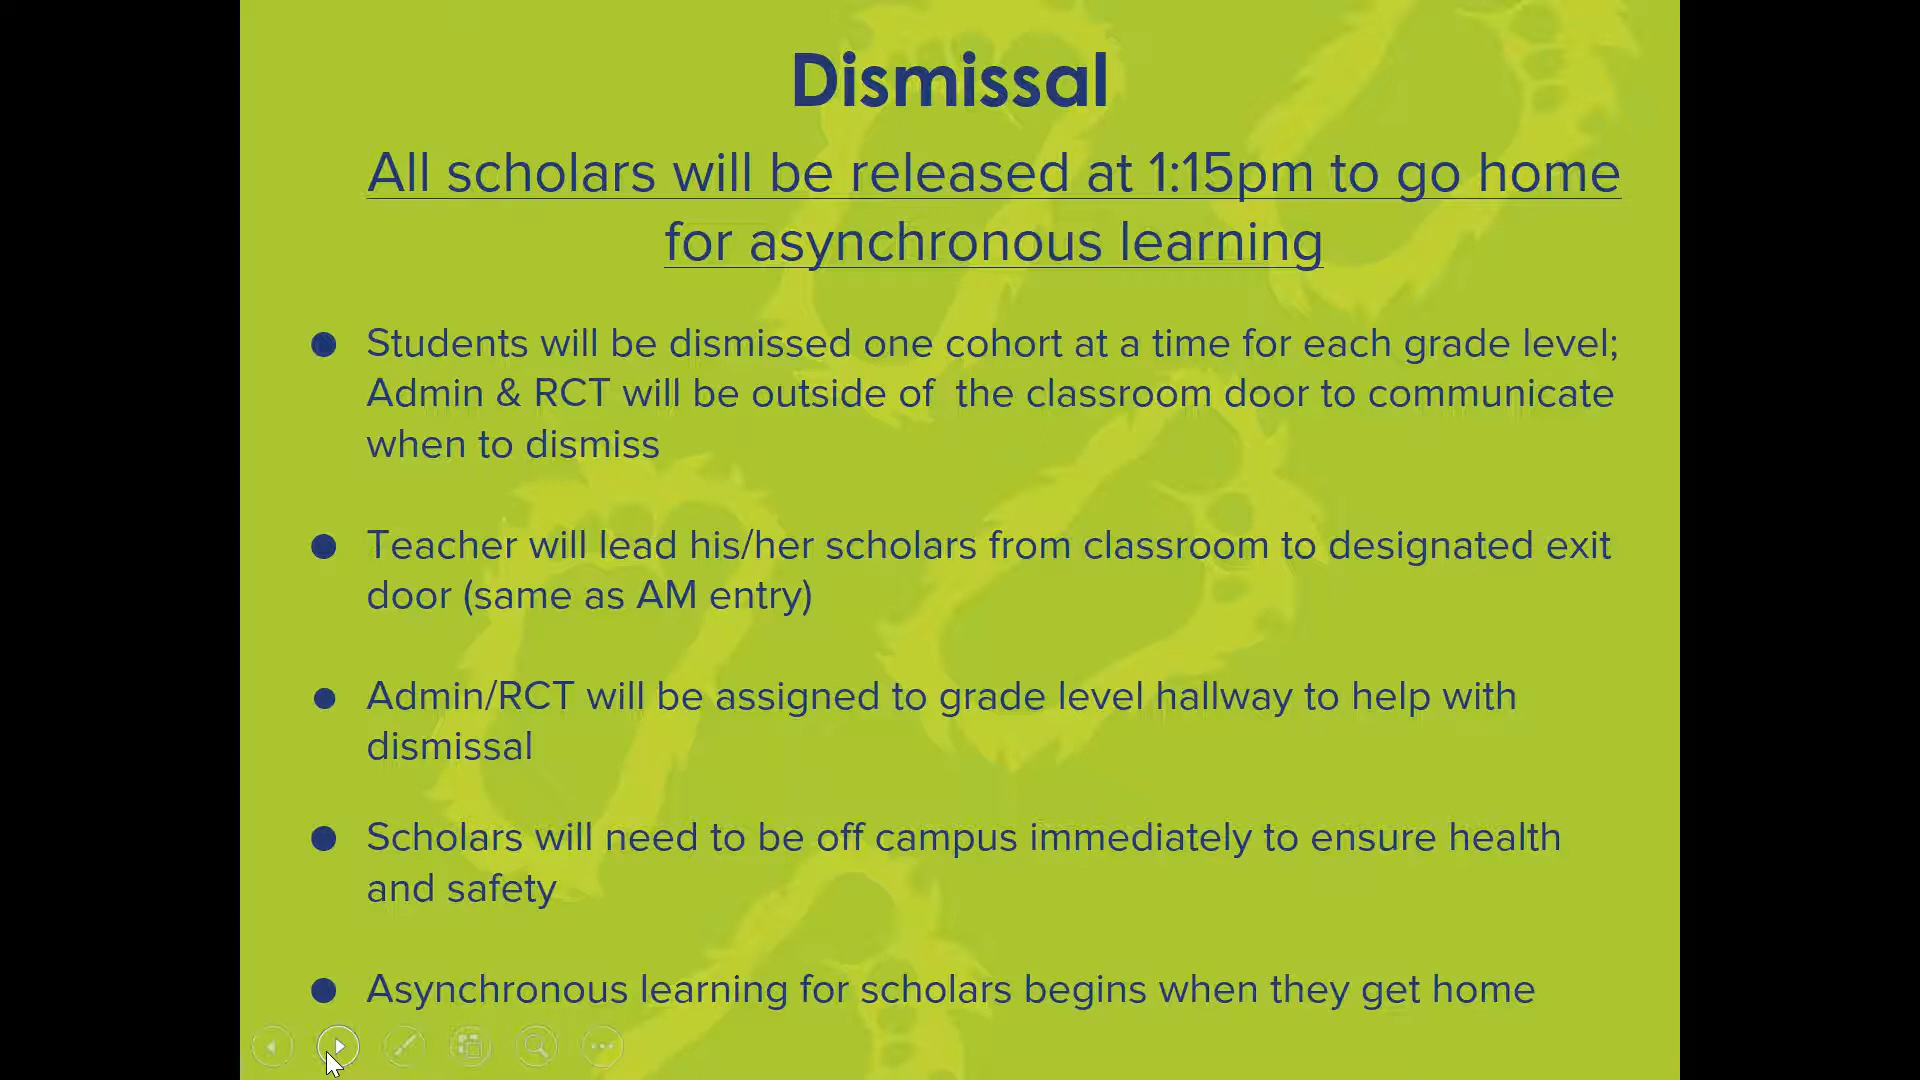 Dismissal
All scholars will be released at 1:15pm to go home
for asynchronous learning
● Students will be dismissed one cohort at a time for each grade level;
Admin & RCT will be outside of  the classroom door to communicate
when to dismiss
● Teacher will lead his/her scholars from classroom to designated exit
door (same as AM entry)
● Admin/RCT will be assigned to grade level hallway to help with
dismissal
● Scholars will need to be off campus immediately to ensure health
and safety
● Asynchronous learning for scholars begins when they get home